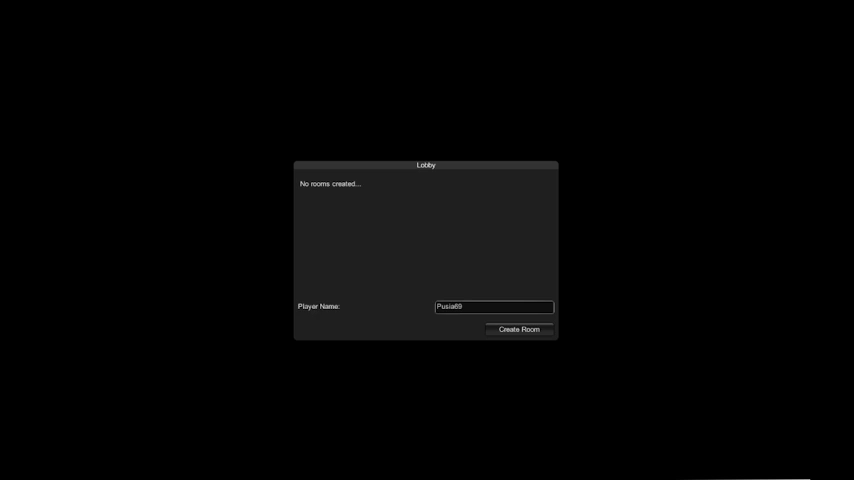 Lobby
No rooms created...
Player Name:
Pusia69
Create Room